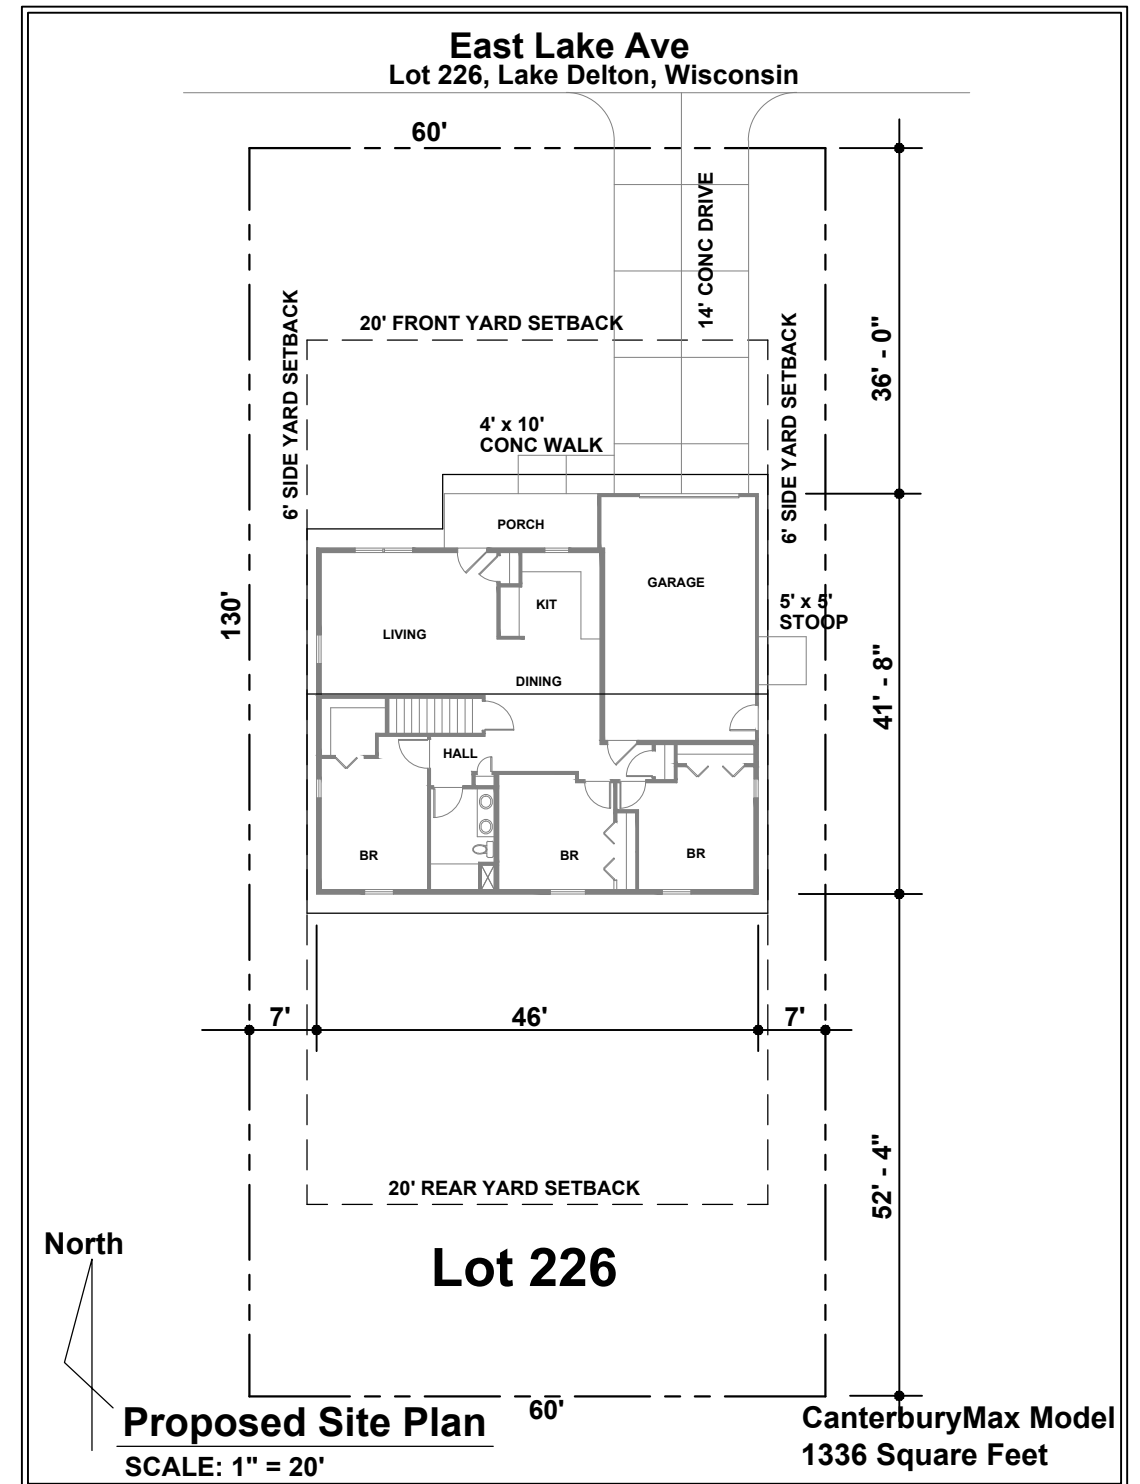 East Lake Ave
Lot 226, Lake Delton, Wisconsin
60'
14' CONC DRIVE
20' FRONT YARD SETBACK
6' SIDE YARD SETBACK
6' SIDE YARD SETBACK
36' - 0"
4' x 10'
CONC WALK
PORCH
GARAGE
KIT
130'
5' x 5'
STOOP
LIVING
DINING
41' - 8"
HALL
BR
BR
BR
7'
46'
7'
52' - 4"
20' REAR YARD SETBACK
North
Lot 226
60'
Proposed Site Plan
SCALE: 1" = 20'
CanterburyMax Model
1336 Square Feet